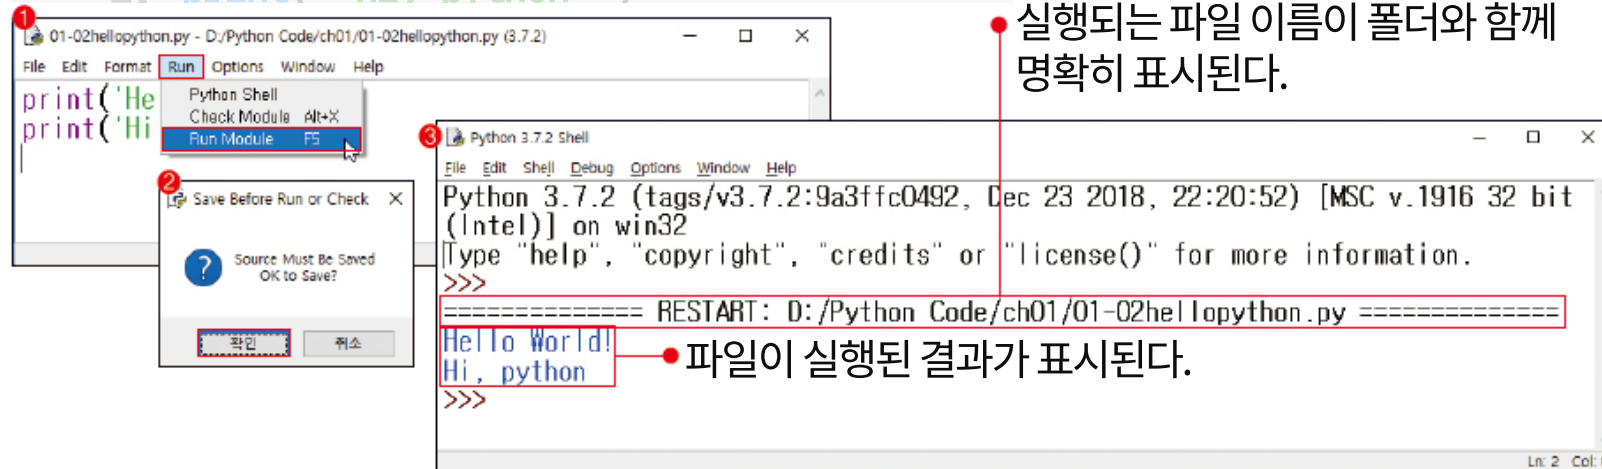 1
01-02hellopython.py - D:/Python Code/ch01/01-02hellopython.py (3.7.2)
File Edit Format Run Options Window Help
print('He
print('Hi
Python Shell
Check Module Alt+X
Run Module F5
2
Save Before Run or Check
Source Must Be Saved
OK to Save?
확인 취소
실행되는 파일 이름이 폴더와 함께
명확히 표시된다.
3
Python 3.7.2 Shell
File Edit Shell Debug Options Window Help
Python 3.7.2 (tags/v3.7.2:9a3ffc0492, Dec 23 2018, 22:20:52) [MSC v.1916 32 bit
(Intel)] on win32
Type "help", "copyright", "credits" or "license()" for more information.
>>>
============== RESTART: D:/Python Code/ch01/01-02hellopython.py ==============
Hello World!
Hi, python
>>>
파일이 실행된 결과가 표시된다.
Ln: 2 Col: